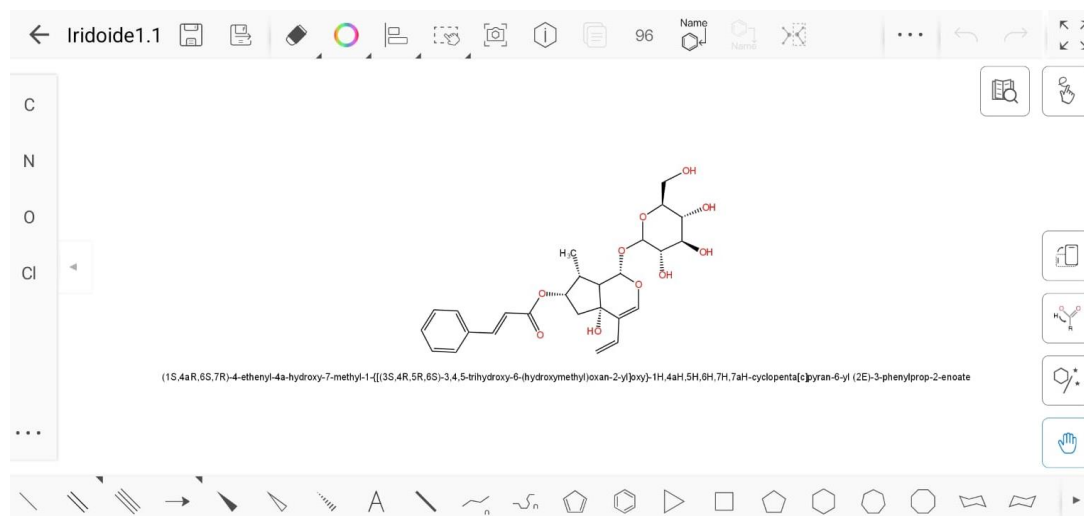 Iridoide1.1
96
Name
Name
C
N
O
Cl
...
OH
O
OH
OH
OH
O
O
H₃C
O
O
HO
H
O
O
R
(1S,4aR,6S,7R)-4-ethenyl-4a-hydroxy-7-methyl-1-{[(3S,4R,5R,6S)-3,4,5-trihydroxy-6-(hydroxymethyl)oxan-2-yl]oxy}-1H,4aH,5H,6H,7H,7aH-cyclopenta[c]pyran-6-yl (2E)-3-phenylprop-2-enoate
A
n
n